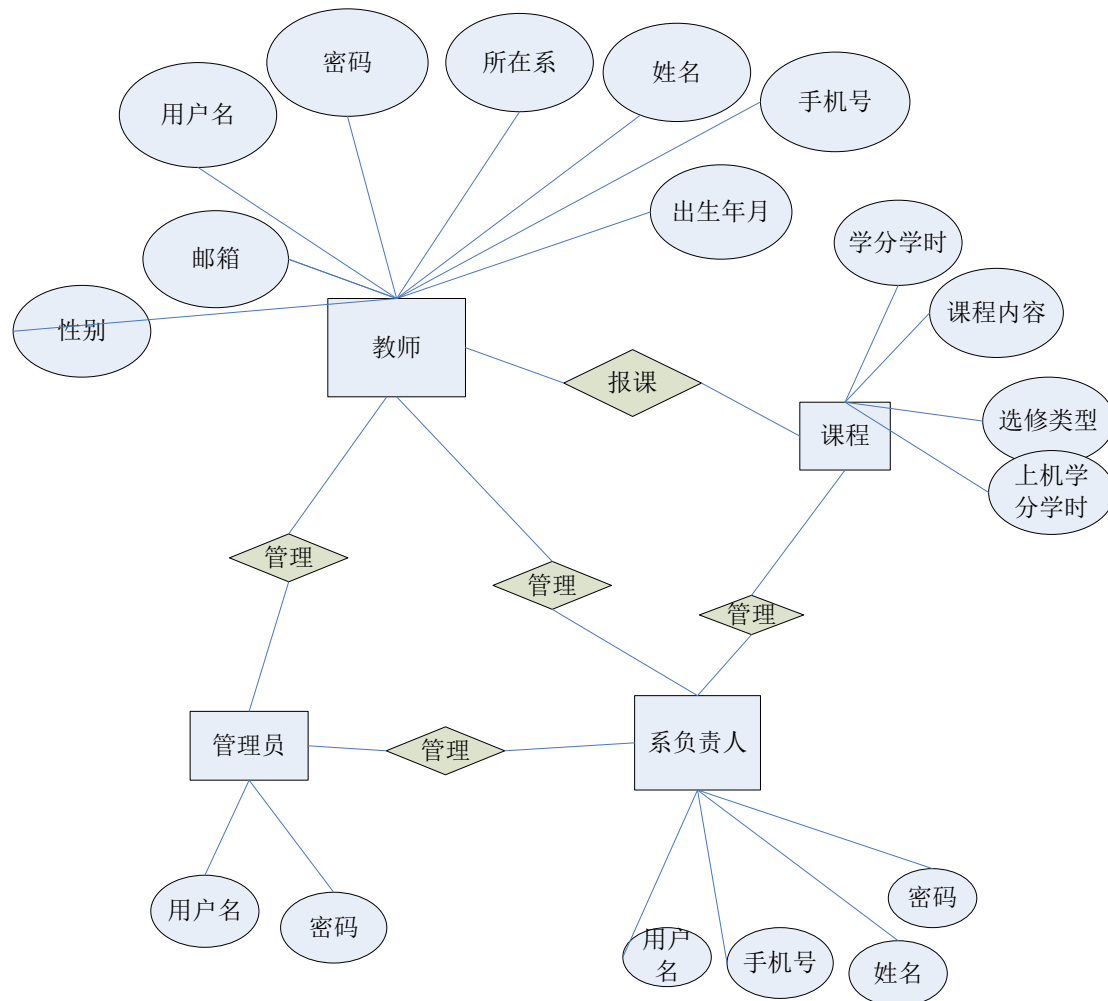 密码
所在系
姓名
手机号
用户名
出生年月
学分学时
邮箱
课程内容
性别
教师
报课
选修类型
课程
上机学
分学时
管理
管理
管理
管理员
管理
系负责人
用户名
密码
密码
用户
名
手机号
姓名